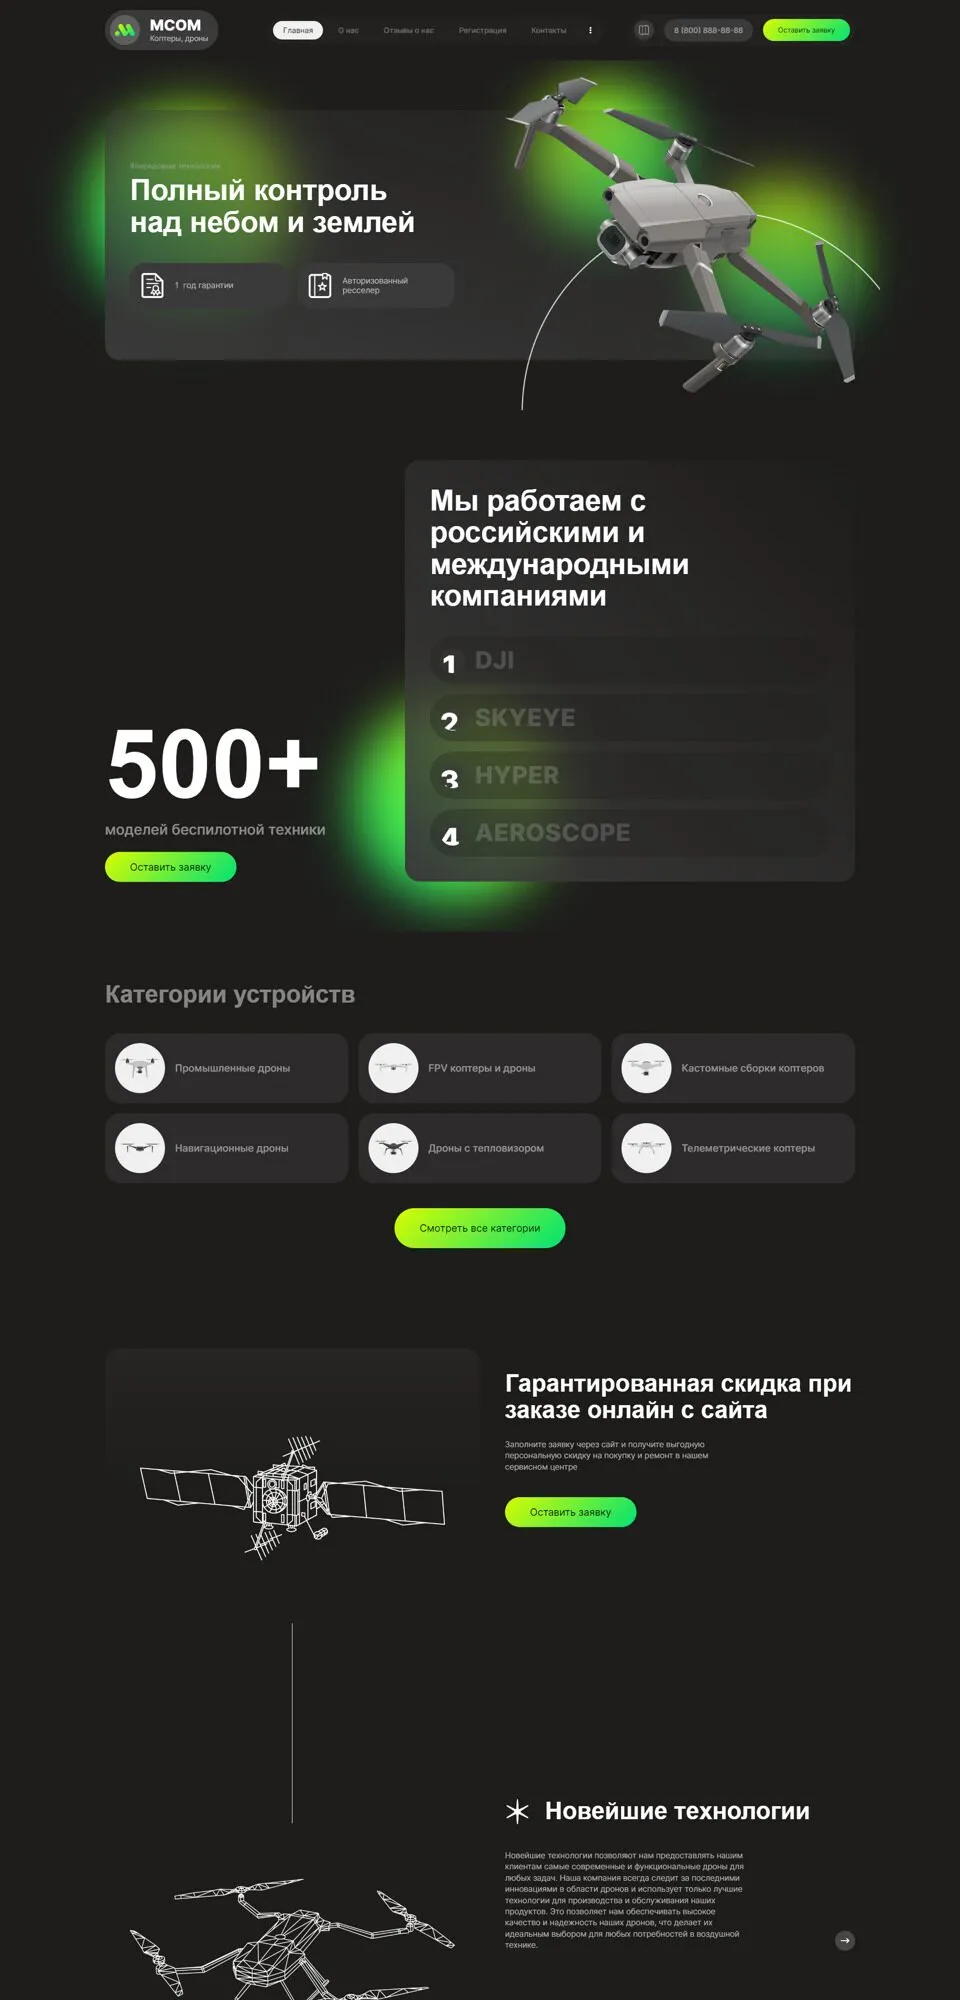 МСОМ
Коптеры, дроны
Главная
О нас
Отзывы о нас
Регистрация
Контакты
8 (800) 888-88-88
Оставить заявку
Полный контроль
над небом и землей
1 год гарантии
Авторизованный
ресселер
Мы работаем с
российскими и
международными
компаниями
1 DJI
2 SKYEYE
3 HYPER
4 AEROSCOPE
500+
моделей беспилотной техники
Оставить заявку
Категории устройств
Промышленные дроны
FPV коптеры и дроны
Кастомные сборки коптеров
Навигационные дроны
Дроны с тепловизором
Телеметрические коптеры
Смотреть все категории
Гарантированная скидка при
заказе онлайн с сайта
Заполните заявку через сайт и получите выгодную
персональную скидку на покупку и ремонт в нашем
сервисном центре
Оставить заявку
Новейшие технологии
Новейшие технологии позволяют нам предоставлять нашим
клиентам самые современные и функциональные дроны для
любых задач. Наша компания всегда следит за последними
инновациями в области дронов и использует только лучшие
технологии для производства и обслуживания наших
продуктов. Это позволяет нам обеспечивать высокое
качество и надежность наших дронов, что делает их
идеальным выбором для любых потребностей в воздушной
технике.